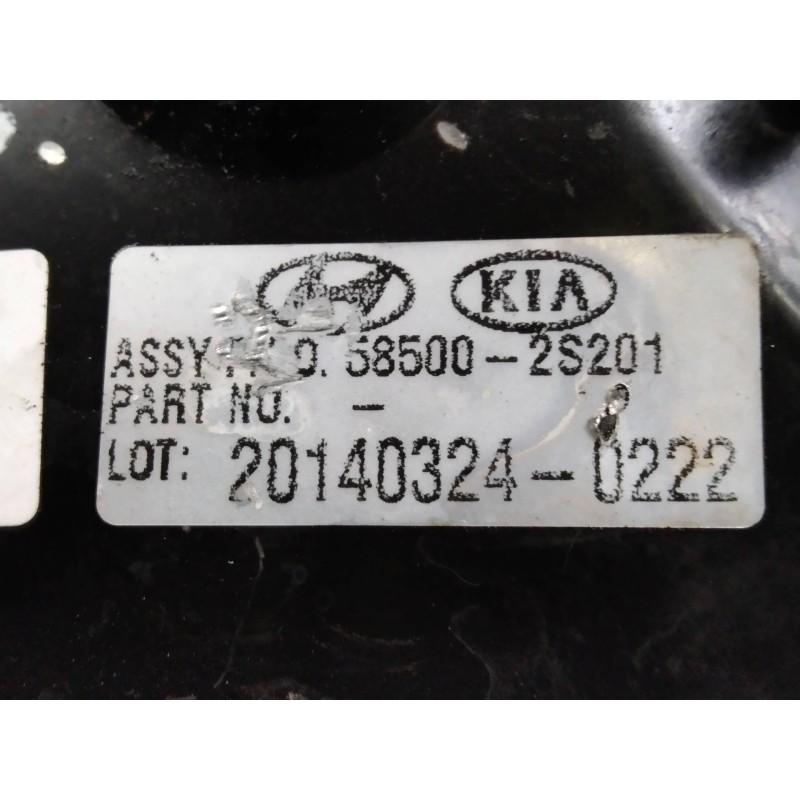 KIA
ASSY 58500-2S201
PART NO. -
LOT: 20140324-0222